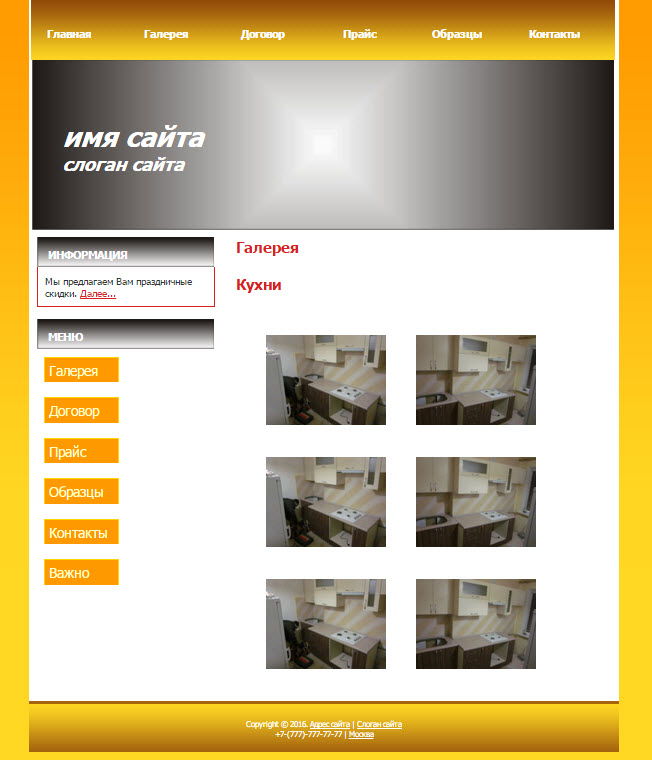 Главная Галерея Договор Прайс Образцы Контакты
имя сайта
слоган сайта
ИНФОРМАЦИЯ
Мы предлагаем Вам праздничные
скидки. Далее...
МЕНЮ
Галерея
Договор
Прайс
Образцы
Контакты
Важно
Галерея
Кухни
Copyright © 2016. Адрес сайта | Слоган сайта
+7-(777)-777-77-77 | Москва